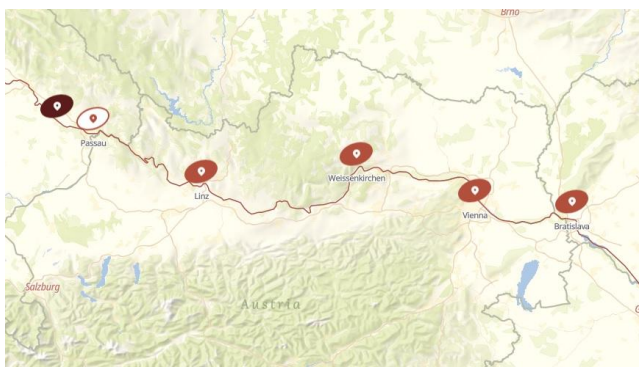 Brno
Passau
Linz
Weissenkirchen
Vienna
Bratislava
Salzburg
Austria